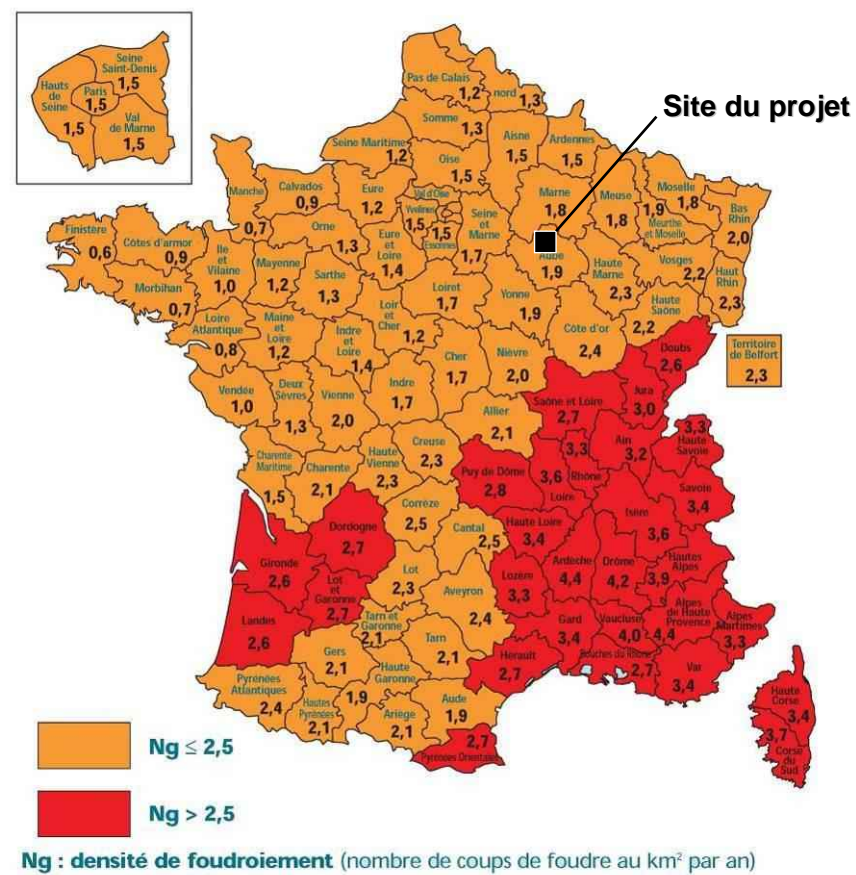 Seine
Saint-Denis
1,5
Hauts
de
Seine
1,5
Paris
1,5
Val
de Marne
1,5
Site du projet
Pas de Calais
1,2
nord
1,3
Somme
1,3
Seine Maritime
1,2
Oise
1,5
Aisne
1,5
Ardennes
1,5
Manche
0,7
Calvados
0,9
Eure
1,2
Val d'Oise
Yvelines
1,5
1,5
Essonnes
Seine
et
Marne
1,7
Marne
1,8
Meuse
1,8
Moselle
1,8
1,9
Meurthe
et Moselle
Bas
Rhin
2,0
Finistère
0,6
Côtes d'armor
0,9
Morbihan
0,7
Ile
et
Vilaine
1,0
Mayenne
1,2
Orne
1,3
Sarthe
1,3
Eure
et
Loire
1,4
Loiret
1,7
Yonne
1,9
Aube
1,9
Haute
Marne
2,3
Vosges
2,2
Haut
Rhin
2,3
Haute
Saône
2,2
Territoire
de Belfort
2,3
Loire
Atlantique
0,8
Maine
et
Loire
1,2
Indre
et
Loire
1,4
Loir
et
Cher
1,2
Cher
1,7
Nièvre
2,0
Côte d'or
2,4
Doubs
2,6
Jura
3,0
Vendée
1,0
Deux
Sèvres
1,3
Vienne
2,0
Indre
1,7
Allier
2,1
Saône et Loire
2,7
Ain
3,2
3,3
Haute
Savoie
Charente
Maritime
1,5
Charente
2,1
Haute
Vienne
2,3
Creuse
2,3
Puy de Dôme
2,8
3,6
Loire
3,3
Rhône
Savoie
3,4
Isère
3,6
Gironde
2,6
Dordogne
2,7
Corrèze
2,5
Cantal
2,5
Haute Loire
3,4
Ardèche
4,4
Drôme
4,2
Hautes
Alpes
3,9
Landes
2,6
Lot
et
Garonne
2,7
Lot
2,3
Aveyron
2,4
Lozère
3,3
Gard
3,4
Vaucluse
4,0
Alpes
de Haute
Provence
4,4
Alpes
Martimes
3,3
Tarn et
Garonne
2,1
Tarn
2,1
Gers
2,1
Haute
Garonne
1,9
Hérault
2,7
Bouches du Rhône
2,7
Var
3,4
Pyrénées
Atlantiques
2,4
Hautes
Pyrénées
2,1
Ariège
2,1
Aude
1,9
2,7
Pyrénées Orientales
Haute
Corse
3,4
3,7
Corse
du
Sud
Ng ≤ 2,5
Ng > 2,5
Ng : densité de foudroiement (nombre de coups de foudre au km² par an)